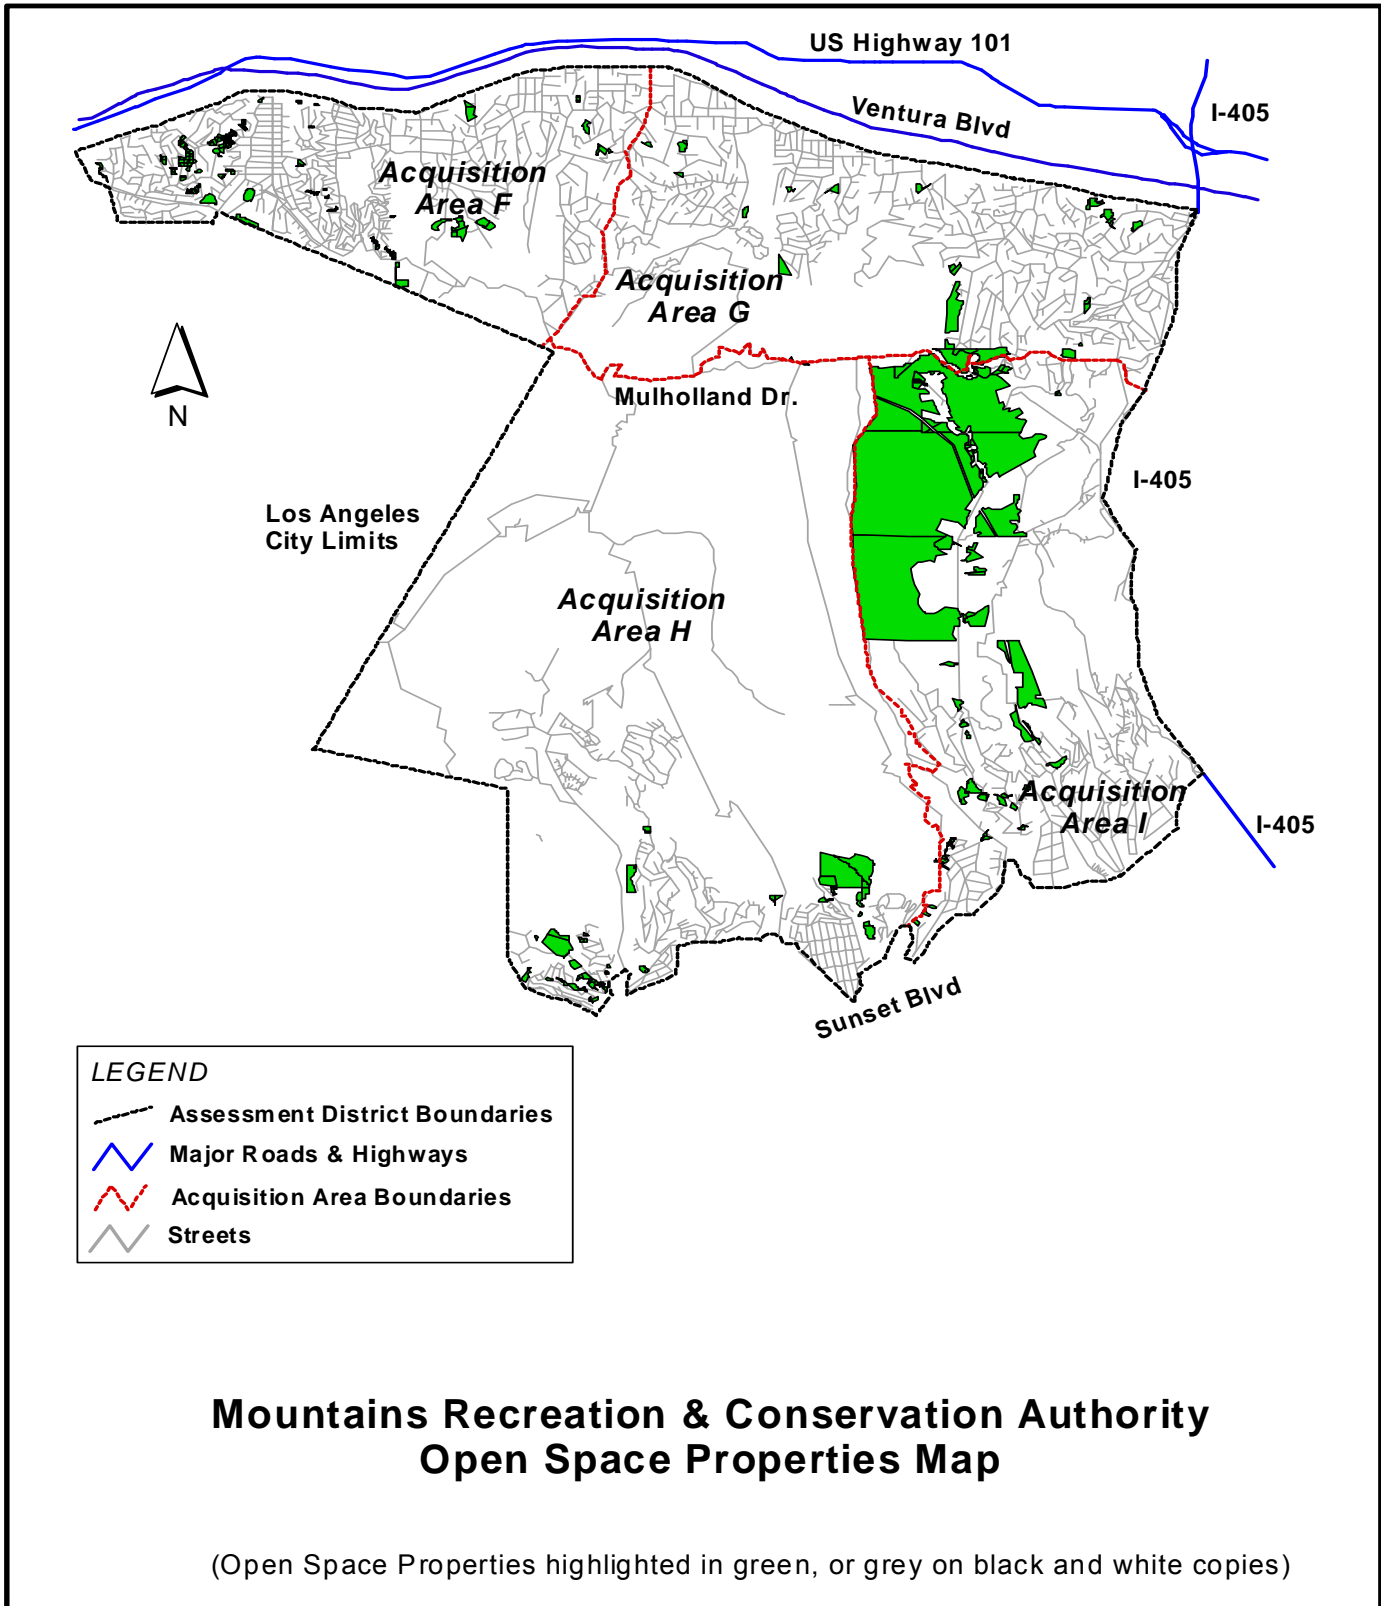 US Highway 101
Ventura Blvd
I-405
Acquisition
Area F
Acquisition
Area G
N
Mulholland Dr.
I-405
Los Angeles
City Limits
Acquisition
Area H
Acquisition
Area I
I-405
Sunset Blvd
LEGEND
Assessment District Boundaries
Major Roads & Highways
Acquisition Area Boundaries
Streets
Mountains Recreation & Conservation Authority
Open Space Properties Map
(Open Space Properties highlighted in green, or grey on black and white copies)